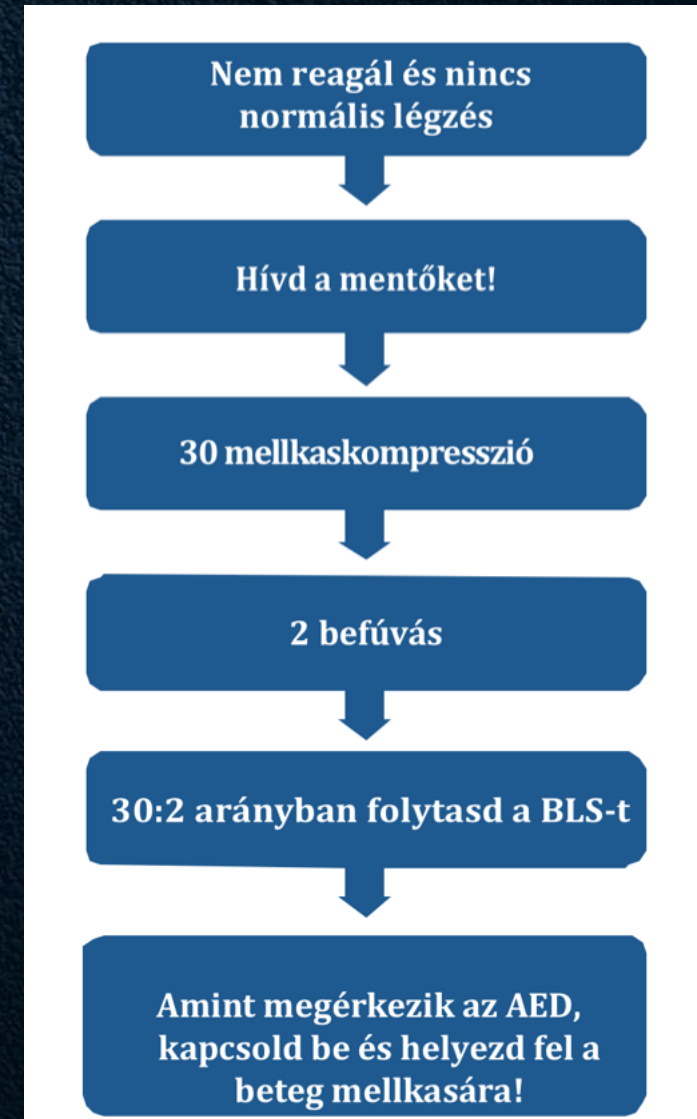 Nem reagál és nincs
normális légzés
Hívd a mentőket!
30 mellkaskompresszió
2 befúvás
30:2 arányban folytasd a BLS-t
Amint megérkezik az AED,
kapcsold be és helyezd fel a
beteg mellkasára!